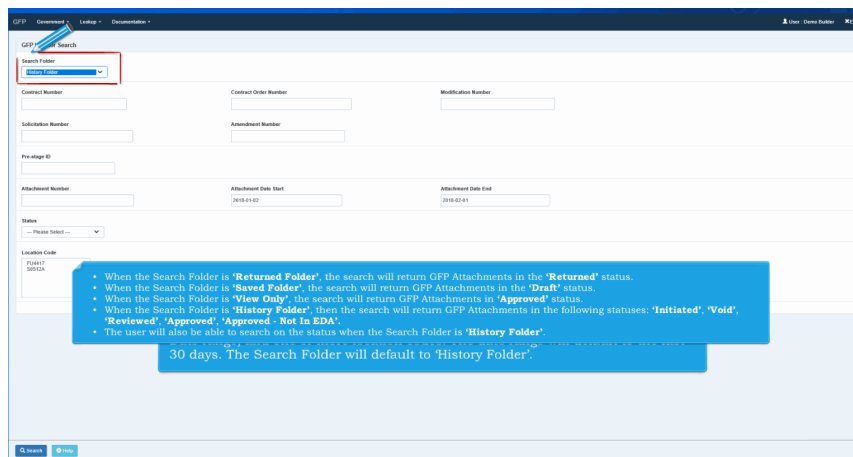 GFP Government Lookup Documentation User : Demo Builder
GFP Search
Search Folder
History Folder
Contract Number Contract Order Number Modification Number
Solicitation Number Amendment Number
Pre-stage ID
Attachment Number Attachment Date Start Attachment Date End
2018-01-02 2018-02-01
Status
--- Please Select ---
Location Code
FU4417
S0512A
• When the Search Folder is ‘Returned Folder’, the search will return GFP Attachments in the ‘Returned’ status.
• When the Search Folder is ‘Saved Folder’, the search will return GFP Attachments in the ‘Draft’ status.
• When the Search Folder is ‘View Only’, the search will return GFP Attachments in ‘Approved’ status.
• When the Search Folder is ‘History Folder’, then the search will return GFP Attachments in the following statuses: ‘Initiated’, ‘Void’,
‘Reviewed’, ‘Approved’, ‘Approved - Not In EDA’.
• The user will also be able to search on the status when the Search Folder is ‘History Folder’.
30 days. The Search Folder will default to ‘History Folder’.
Search Help